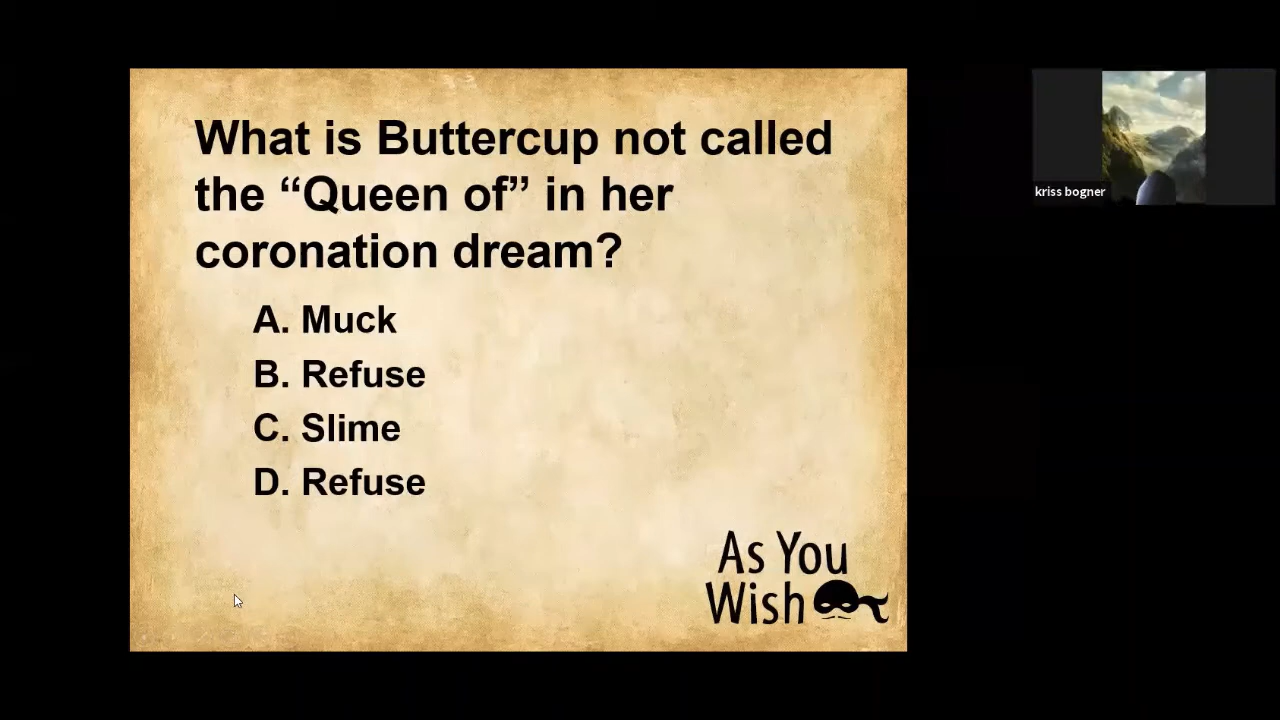 What is Buttercup not called
the “Queen of” in her
coronation dream?
A. Muck
B. Refuse
C. Slime
D. Refuse
As You
Wish
kriss bogner